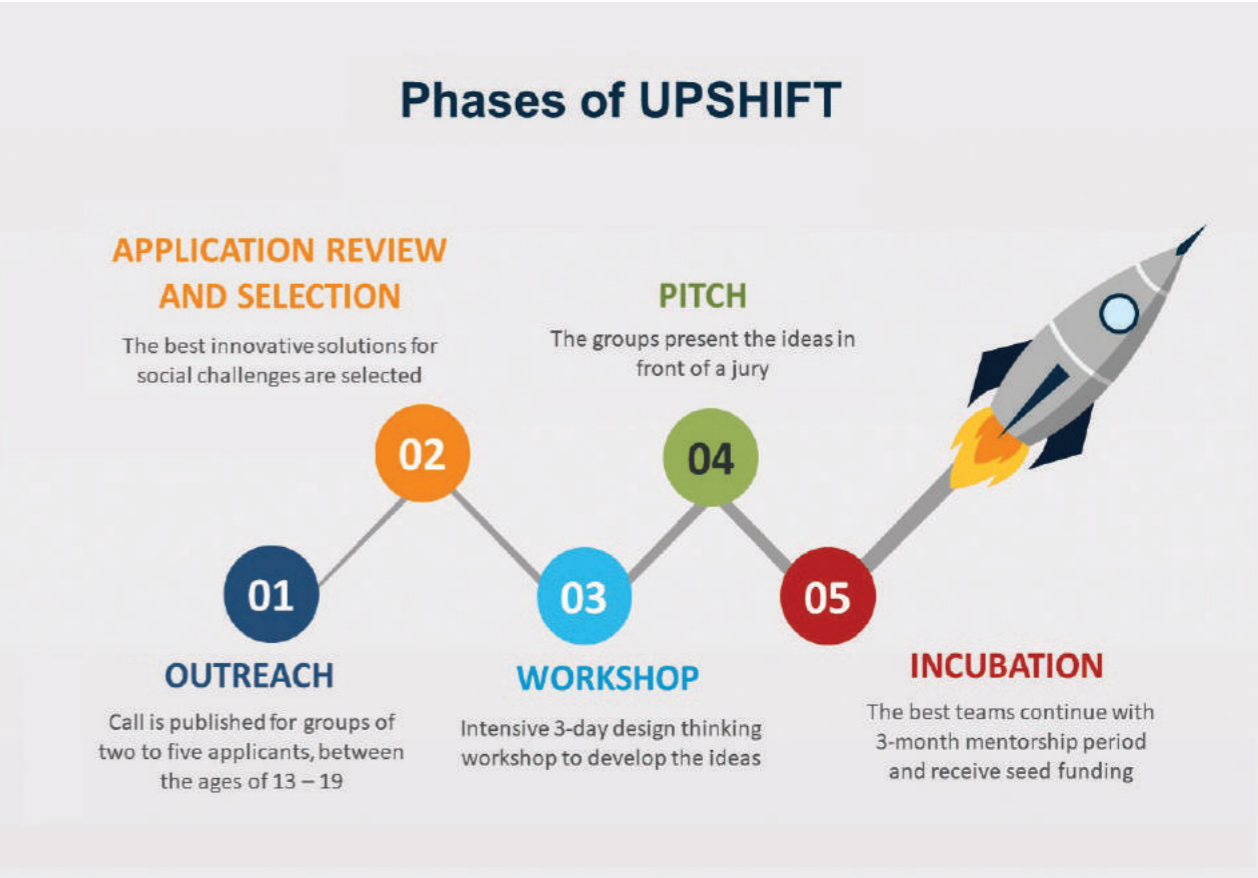 Phases of UPSHIFT
APPLICATION REVIEW
AND SELECTION
The best innovative solutions for
social challenges are selected
PITCH
The groups present the ideas in
front of a jury
02
04
01
03
05
OUTREACH
Call is published for groups of
two to five applicants, between
the ages of 13 – 19
WORKSHOP
Intensive 3-day design thinking
workshop to develop the ideas
INCUBATION
The best teams continue with
3-month mentorship period
and receive seed funding